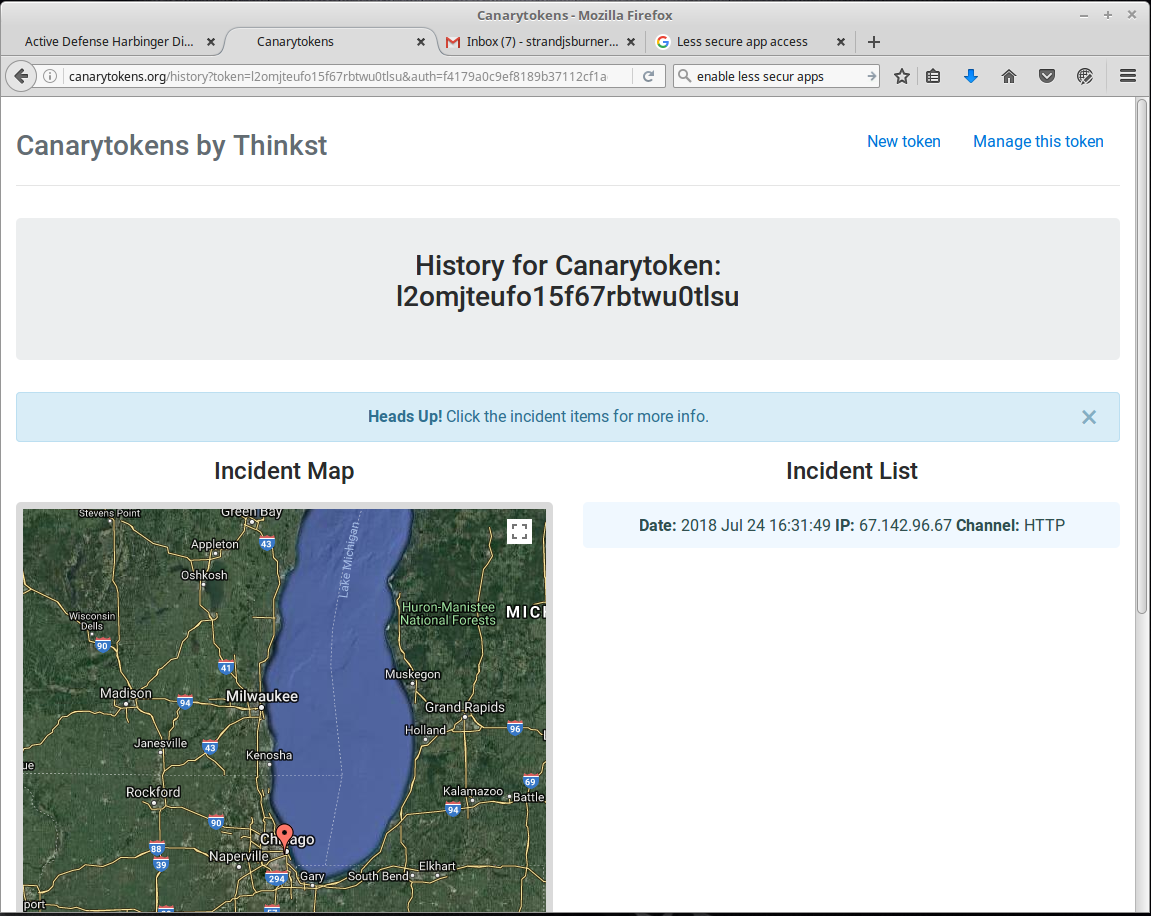 Canarytokens - Mozilla Firefox
Active Defense Harbinger Di...
Canarytokens
Inbox (7) - strandjsburner...
Less secure app access
canarytokens.org/history?token=l2omjteufo15f67rbtwu0tlsu&auth=f4179a0c9ef8189b37112cf1a
enable less secur apps
Canarytokens by Thinkst
New token
Manage this token
History for Canarytoken:
l2omjteufo15f67rbtwu0tlsu
Heads Up! Click the incident items for more info.
Incident Map
Incident List
Date: 2018 Jul 24 16:31:49 IP: 67.142.96.67 Channel: HTTP
Stevens Point
Green Bay
Appleton
43
Oshkosh
Lake Michigan
Huron-Manistee
National Forests
MICH
Wisconsin
Dells
90
41
Muskegon
Madison
94
Milwaukee
Grand Rapids
Holland
96
Janesville
43
Kenosha
ue
69
Rockford
Kalamazoo
Battle
94
90
Chicago
88
39
Naperville
294
Gary
South Bend
Elkhart
port